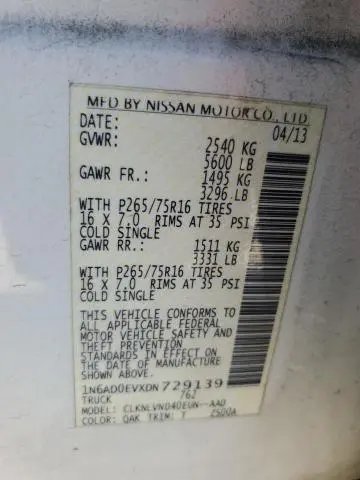 MFD BY NISSAN MOTOR CO., LTD.
DATE: 04/13
GVWR: 2540 KG
5600 LB
GAWR FR.: 1495 KG
3296 LB
WITH P265/75R16 TIRES
16 X 7.0 RIMS AT 35 PSI
COLD SINGLE
GAWR RR.: 1511 KG
3331 LB
WITH P265/75R16 TIRES
16 X 7.0 RIMS AT 35 PSI
COLD SINGLE
THIS VEHICLE CONFORMS TO
ALL APPLICABLE FEDERAL
MOTOR VEHICLE SAFETY AND
THEFT PREVENTION
STANDARDS IN EFFECT ON
THE DATE OF MANUFACTURE
SHOWN ABOVE.
1N6AD0EVXDN729139
TRUCK 762
MODEL:
COLOR: QAK TRIM: T